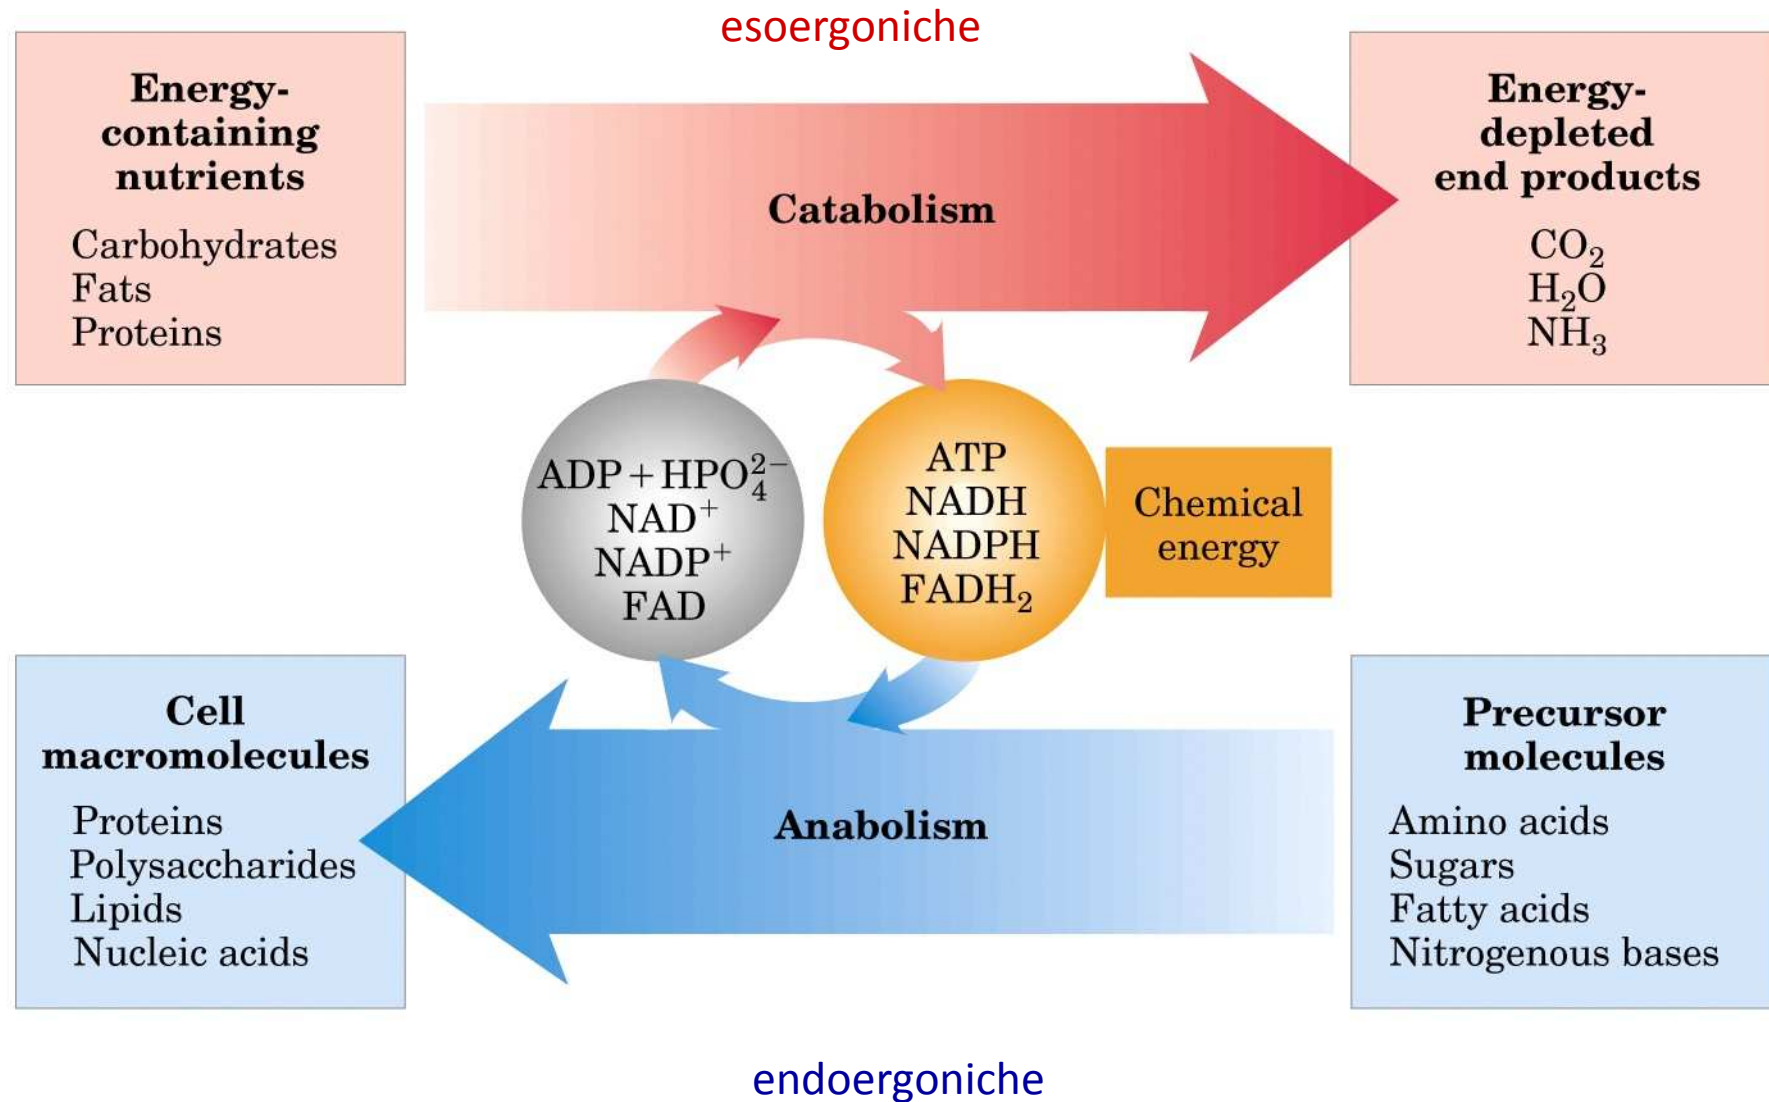 esoergoniche
Energy-
containing
nutrients
Carbohydrates
Fats
Proteins
Catabolism
Energy-
depleted
end products
CO₂
H₂O
NH₃
ADP + HPO₄²⁻
NAD⁺
NADP⁺
FAD
ATP
NADH
NADPH
FADH₂
Chemical
energy
Cell
macromolecules
Proteins
Polysaccharides
Lipids
Nucleic acids
Anabolism
Precursor
molecules
Amino acids
Sugars
Fatty acids
Nitrogenous bases
endoergoniche